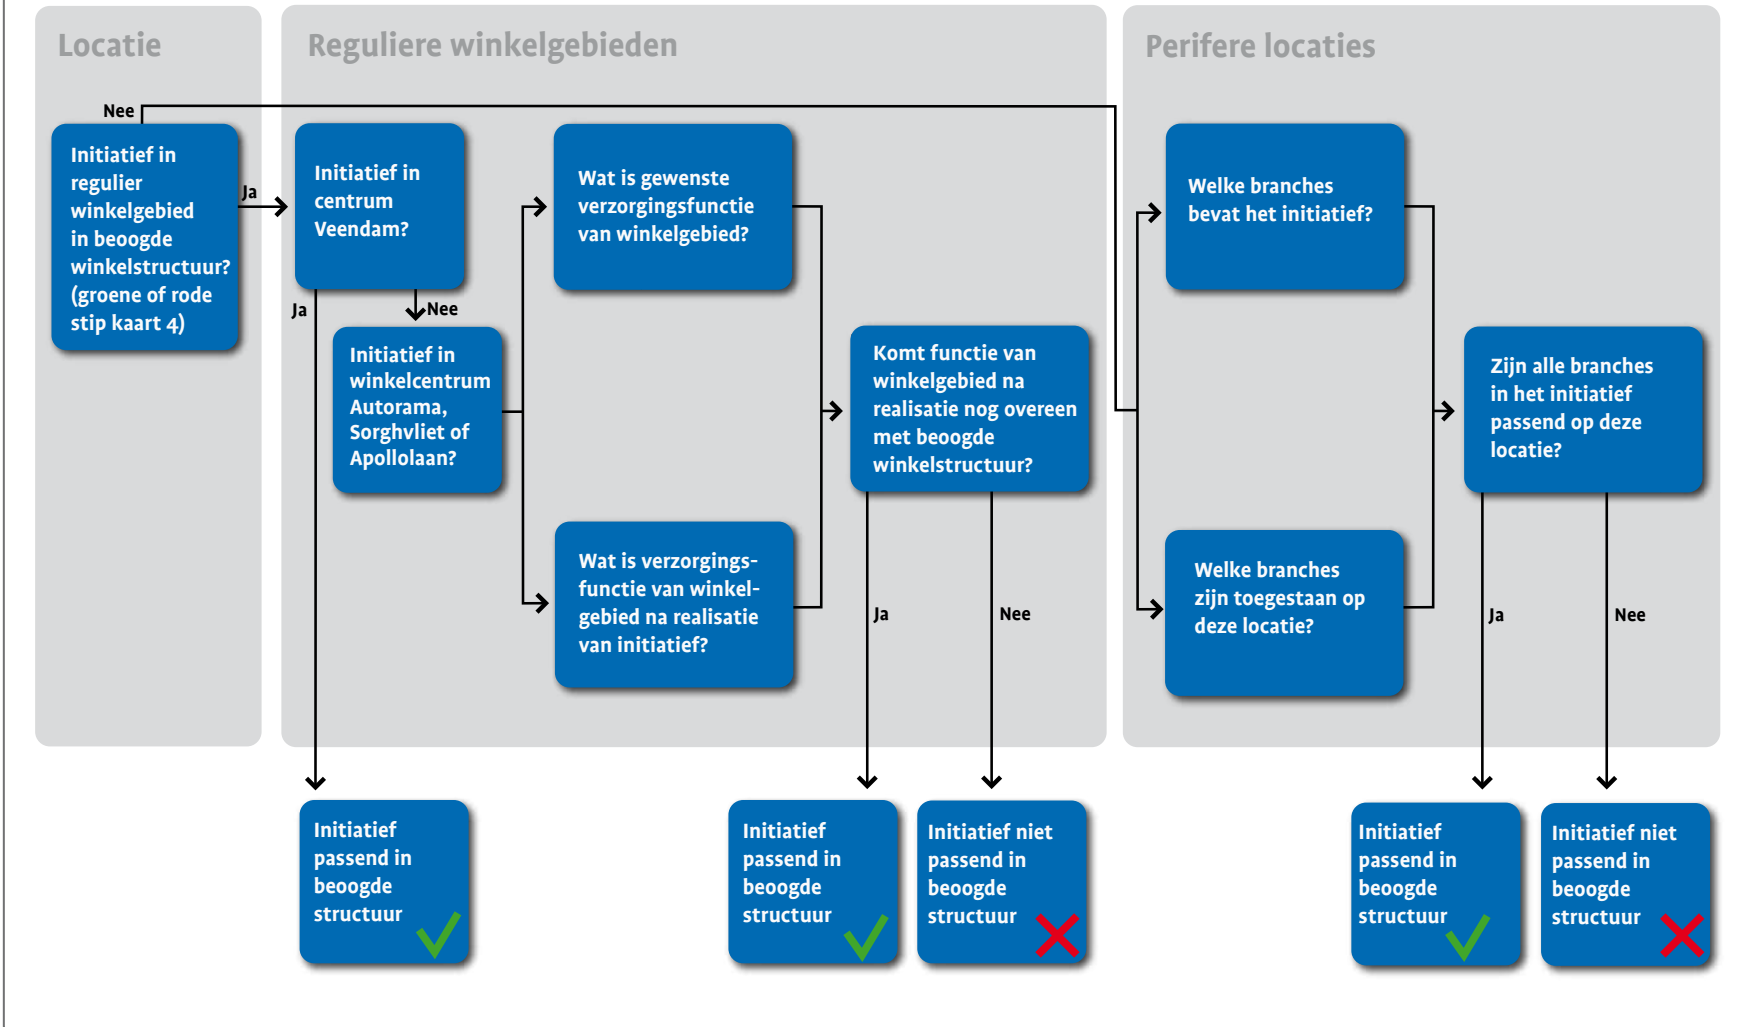 Locatie
Reguliere winkelgebieden
Perifere locaties
Nee
Initiatief in
regulier
winkelgebied
in beoogde
winkelstructuur?
(groene of rode
stip kaart 4)
Ja
Initiatief in
centrum
Veendam?
Ja
Nee
Initiatief in
winkelcentrum
Autorama,
Sorghvliet of
Apollolaan?
Wat is gewenste
verzorgingsfunctie
van winkelgebied?
Wat is verzorgings-
functie van winkel-
gebied na realisatie
van initiatief?
Komt functie van
winkelgebied na
realisatie nog overeen
met beoogde
winkelstructuur?
Ja
Nee
Welke branches
bevat het initiatief?
Welke branches
zijn toegestaan op
deze locatie?
Zijn alle branches
in het initiatief
passend op deze
locatie?
Ja
Nee
Initiatief
passend in
beoogde
structuur
Initiatief
passend in
beoogde
structuur
Initiatief niet
passend in
beoogde
structuur
Initiatief
passend in
beoogde
structuur
Initiatief niet
passend in
beoogde
structuur